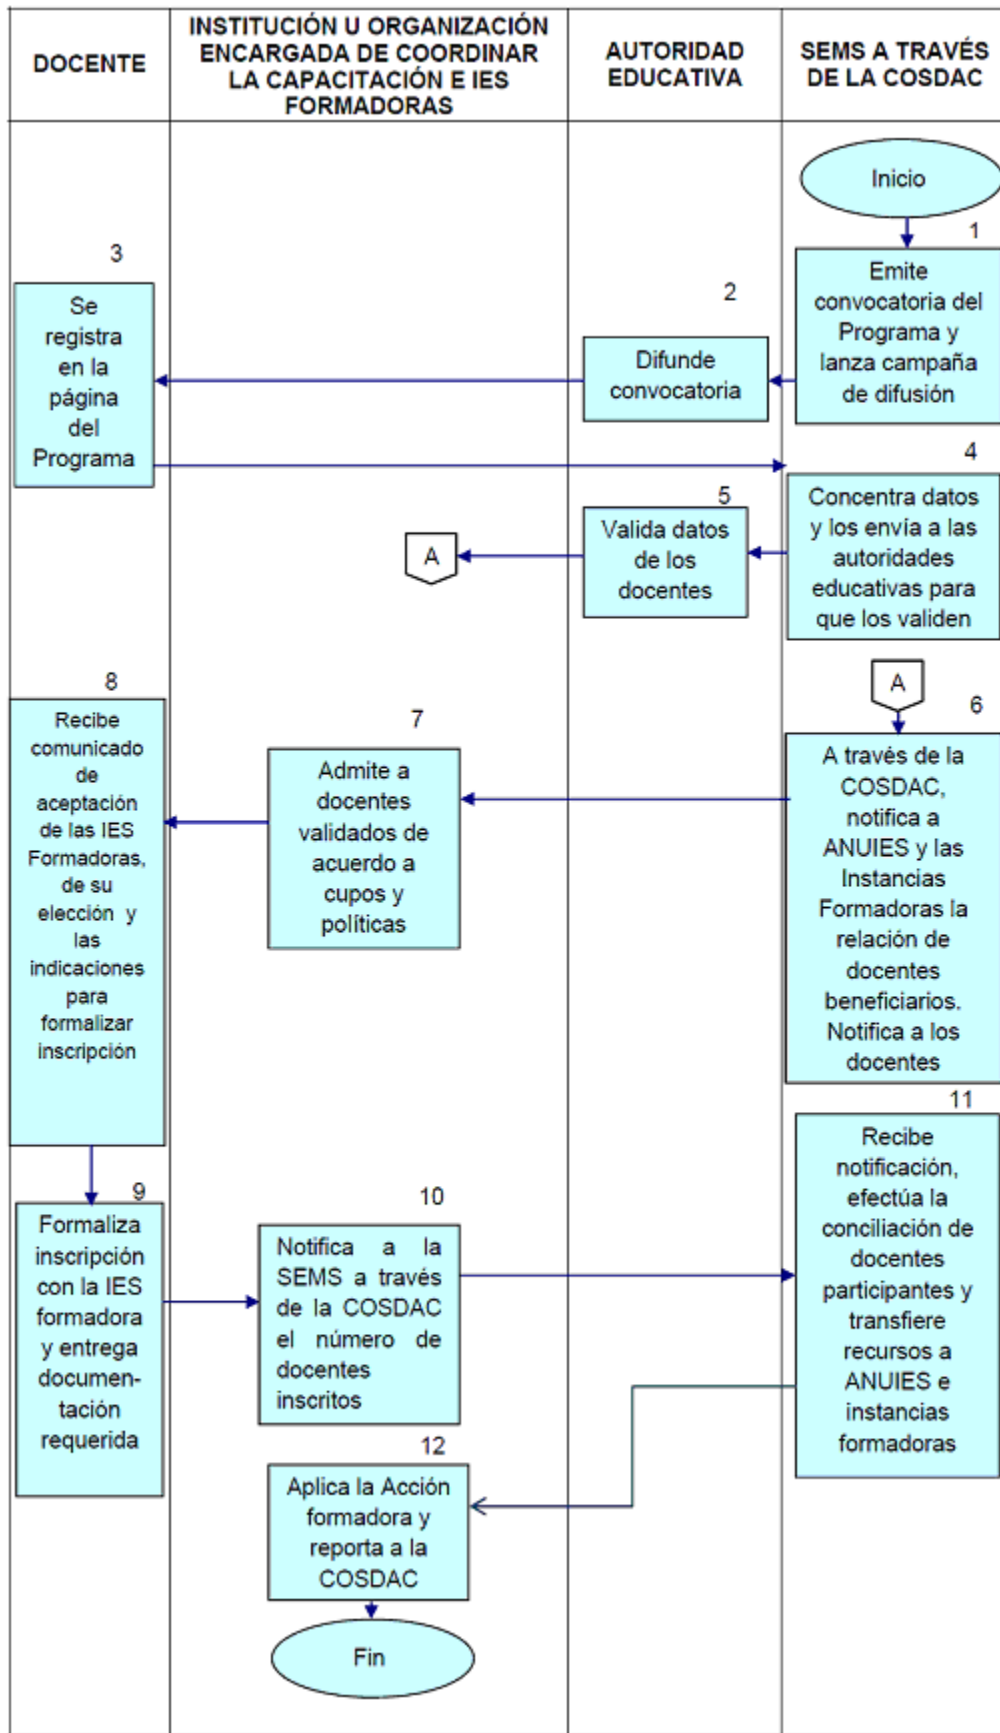 DOCENTE
INSTITUCIÓN U ORGANIZACIÓN
ENCARGADA DE COORDINAR
LA CAPACITACIÓN E IES
FORMADORAS
AUTORIDAD
EDUCATIVA
SEMS A TRAVÉS
DE LA COSDAC
Inicio
1
Emite
convocatoria del
Programa y
lanza campaña
de difusión
2
Difunde
convocatoria
3
Se
registra
en la
página
del
Programa
4
Concentra datos
y los envía a las
autoridades
educativas para
que los validen
5
Valida datos
de los
docentes
A
A
6
A través de la
COSDAC,
notifica a
ANUIES y las
Instancias
Formadoras la
relación de
docentes
beneficiarios.
Notifica a los
docentes
7
Admite a
docentes
validados de
acuerdo a
cupos y
políticas
8
Recibe
comunicado
de
aceptación
de las IES
Formadoras,
de su
elección y
las
indicaciones
para
formalizar
inscripción
9
Formaliza
inscripción
con la IES
formadora
y entrega
documen-
tación
requerida
10
Notifica a la
SEMS a través
de la COSDAC
el número de
docentes
inscritos
11
Recibe
notificación,
efectúa la
conciliación de
docentes
participantes y
transfiere
recursos a
ANUIES e
instancias
formadoras
12
Aplica la Acción
formadora y
reporta a la
COSDAC
Fin